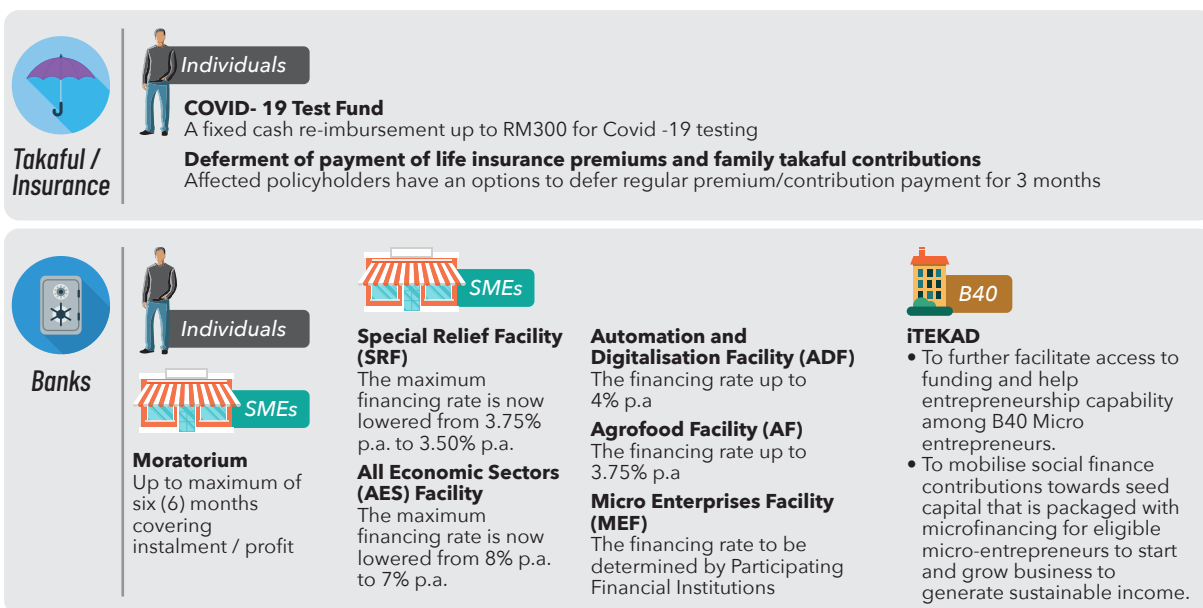 Takaful /
Insurance
Individuals
COVID- 19 Test Fund
A fixed cash re-imbursement up to RM300 for Covid -19 testing
Deferment of payment of life insurance premiums and family takaful contributions
Affected policyholders have an options to defer regular premium/contribution payment for 3 months
Banks
Individuals
SMEs
Moratorium
Up to maximum of
six (6) months
covering
instalment / profit
SMEs
Special Relief Facility
(SRF)
The maximum
financing rate is now
lowered from 3.75%
p.a. to 3.50% p.a.
All Economic Sectors
(AES) Facility
The maximum
financing rate is now
lowered from 8% p.a.
to 7% p.a.
Automation and
Digitalisation Facility (ADF)
The financing rate up to
4% p.a
Agrofood Facility (AF)
The financing rate up to
3.75% p.a
Micro Enterprises Facility
(MEF)
The financing rate to be
determined by Participating
Financial Institutions
B40
iTEKAD
• To further facilitate access to
funding and help
entrepreneurship capability
among B40 Micro
entrepreneurs.
• To mobilise social finance
contributions towards seed
capital that is packaged with
microfinancing for eligible
micro-entrepreneurs to start
and grow business to
generate sustainable income.